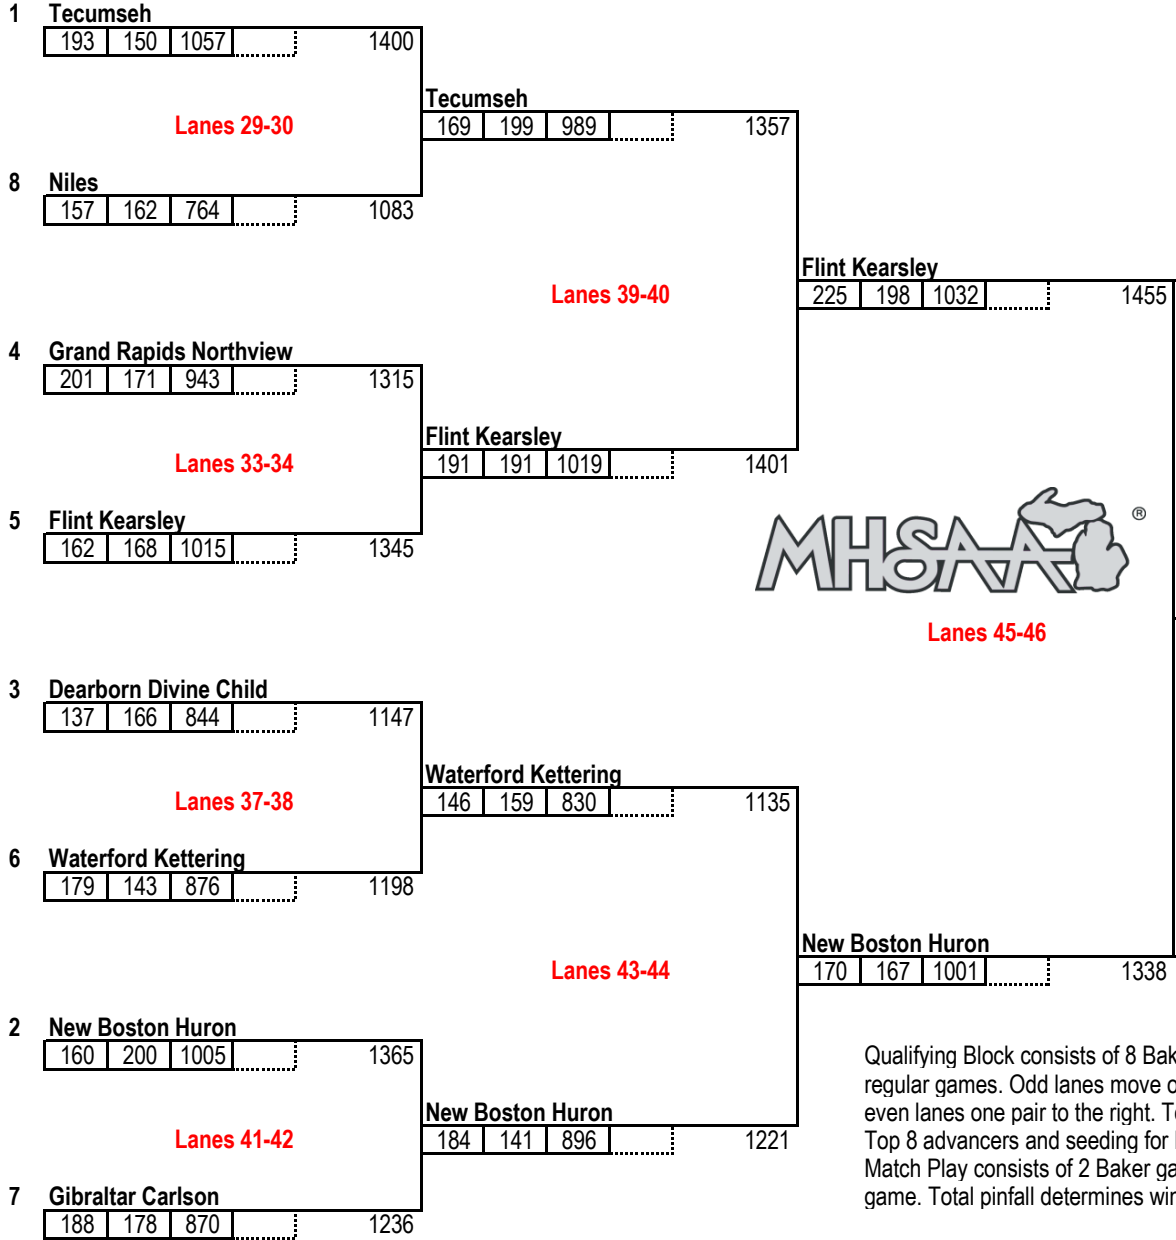 1 Tecumseh
193 150 1057 1400
Tecumseh
Lanes 29-30 169 199 989 1357
8 Niles
157 162 764 1083
Flint Kearsley
Lanes 39-40 225 198 1032 1455
4 Grand Rapids Northview
201 171 943 1315
Flint Kearsley
Lanes 33-34 191 191 1019 1401
5 Flint Kearsley
162 168 1015 1345
MHSAA ®
Lanes 45-46
3 Dearborn Divine Child
137 166 844 1147
Waterford Kettering
Lanes 37-38 146 159 830 1135
6 Waterford Kettering
179 143 876 1198
New Boston Huron
Lanes 43-44 170 167 1001 1338
2 New Boston Huron
160 200 1005 1365
Qualifying Block consists of 8 Bak
regular games. Odd lanes move o
New Boston Huron
even lanes one pair to the right. T
Lanes 41-42 184 141 896 1221
Top 8 advancers and seeding for
Match Play consists of 2 Baker ga
7 Gibraltar Carlson
game. Total pinfall determines win
188 178 870 1236